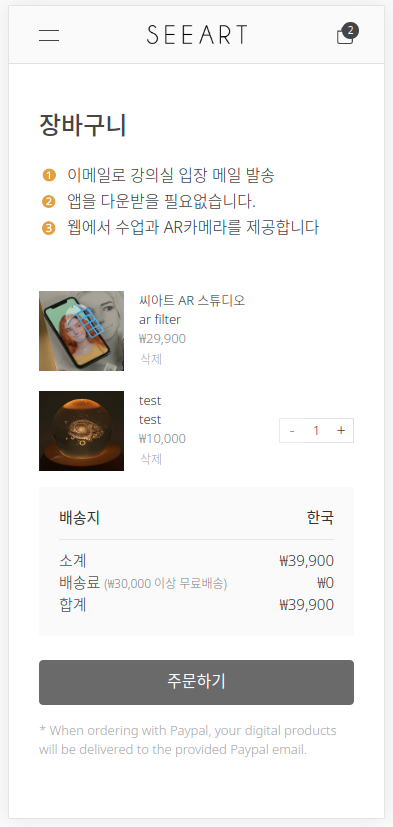 SEEART
2
장바구니
1 이메일로 강의실 입장 메일 발송
2 앱을 다운받을 필요없습니다.
3 웹에서 수업과 AR카메라를 제공합니다
씨아트 AR 스튜디오
ar filter
₩29,900
삭제
test
test
₩10,000
삭제
- 1 +
배송지 한국
소계 ₩39,900
배송료 (₩30,000 이상 무료배송) ₩0
합계 ₩39,900
주문하기
* When ordering with Paypal, your digital products
will be delivered to the provided Paypal email.